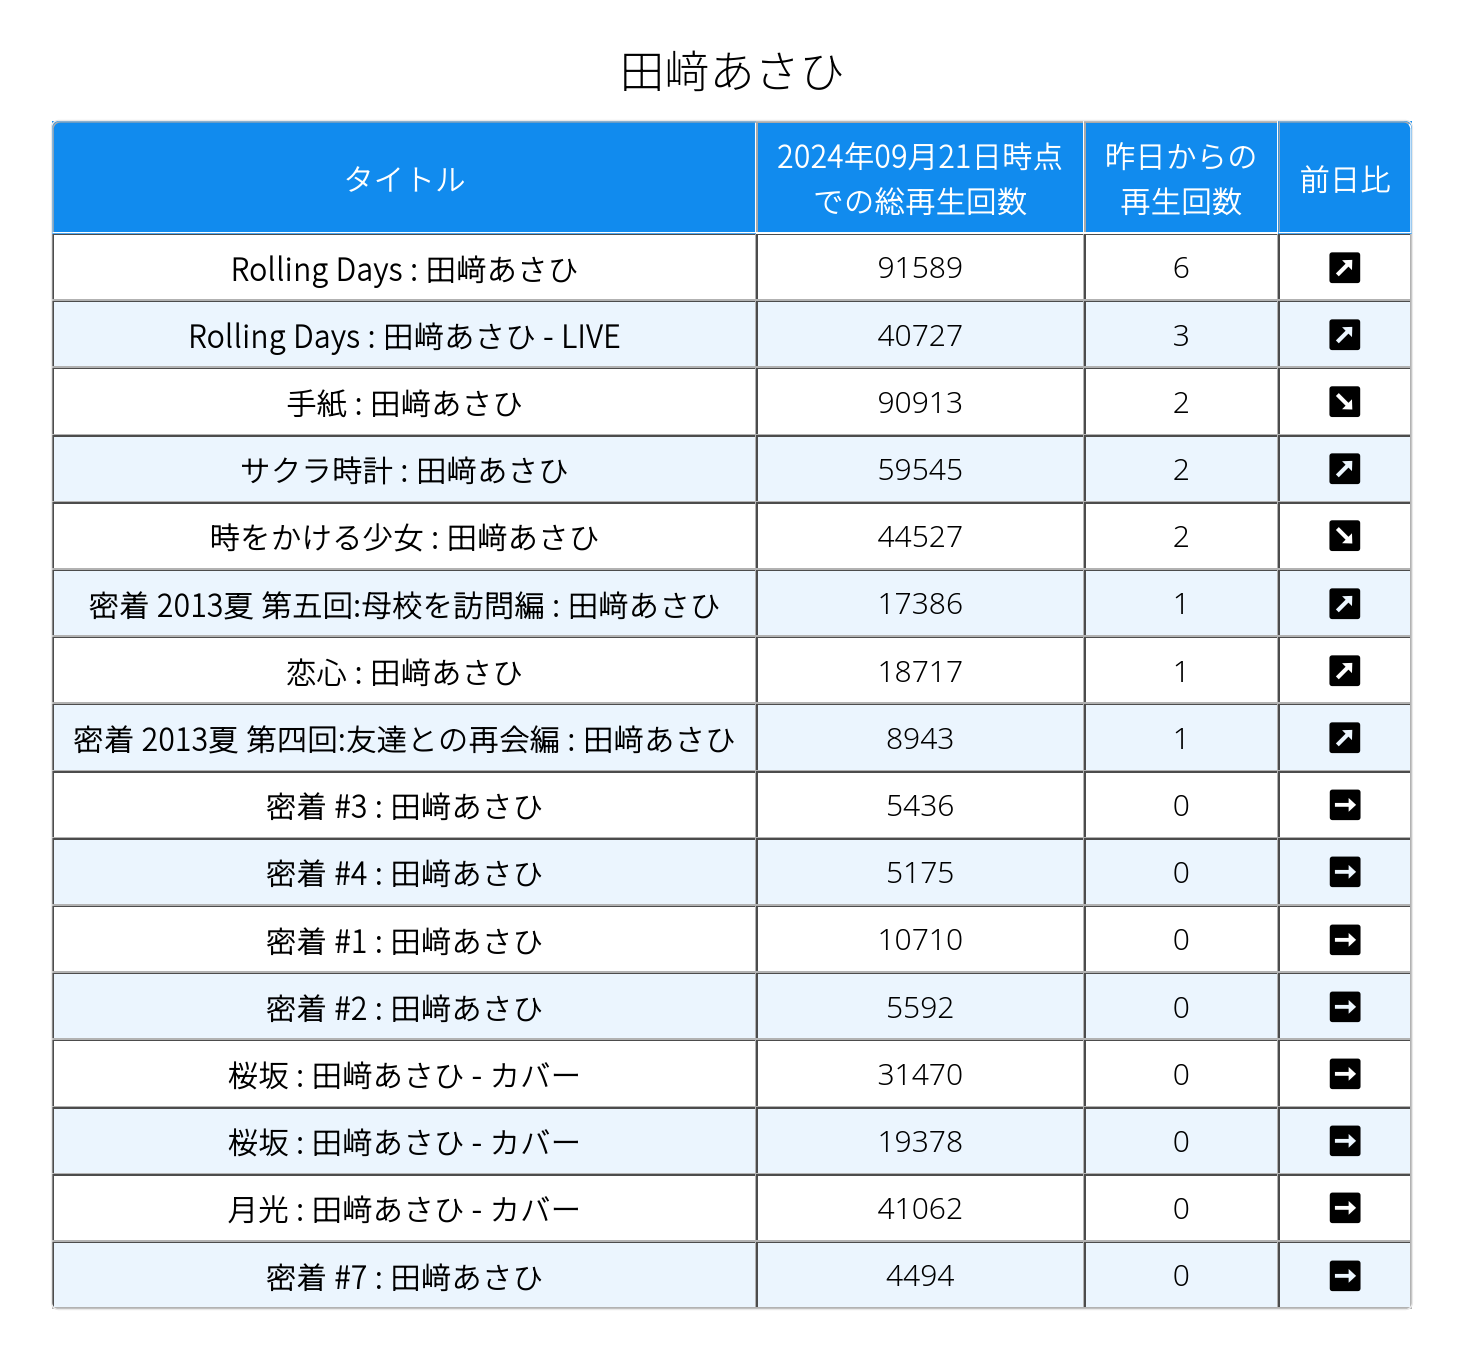 田﨑あさひ
タイトル 2024年09月21日時点での総再生回数 昨日からの再生回数 前日比
Rolling Days : 田﨑あさひ 91589 6 ↗
Rolling Days : 田﨑あさひ - LIVE 40727 3 ↗
手紙 : 田﨑あさひ 90913 2 ↘
サクラ時計 : 田﨑あさひ 59545 2 ↗
時をかける少女 : 田﨑あさひ 44527 2 ↘
密着 2013夏 第五回:母校を訪問編 : 田﨑あさひ 17386 1 ↗
恋心 : 田﨑あさひ 18717 1 ↗
密着 2013夏 第四回:友達との再会編 : 田﨑あさひ 8943 1 ↗
密着 #3 : 田﨑あさひ 5436 0 →
密着 #4 : 田﨑あさひ 5175 0 →
密着 #1 : 田﨑あさひ 10710 0 →
密着 #2 : 田﨑あさひ 5592 0 →
桜坂 : 田﨑あさひ - カバー 31470 0 →
桜坂 : 田﨑あさひ - カバー 19378 0 →
月光 : 田﨑あさひ - カバー 41062 0 →
密着 #7 : 田﨑あさひ 4494 0 →